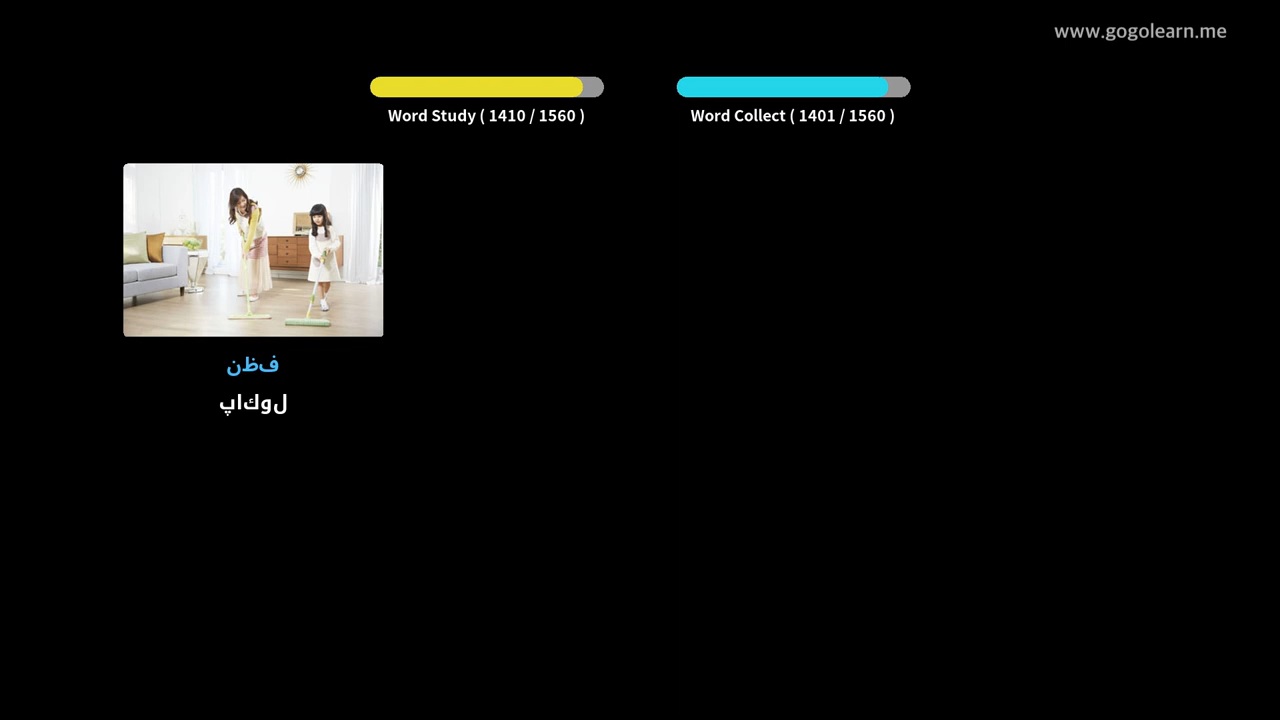 www.gogolearn.me
Word Study ( 1410 / 1560 )
Word Collect ( 1401 / 1560 )
فظن
لوكاپ